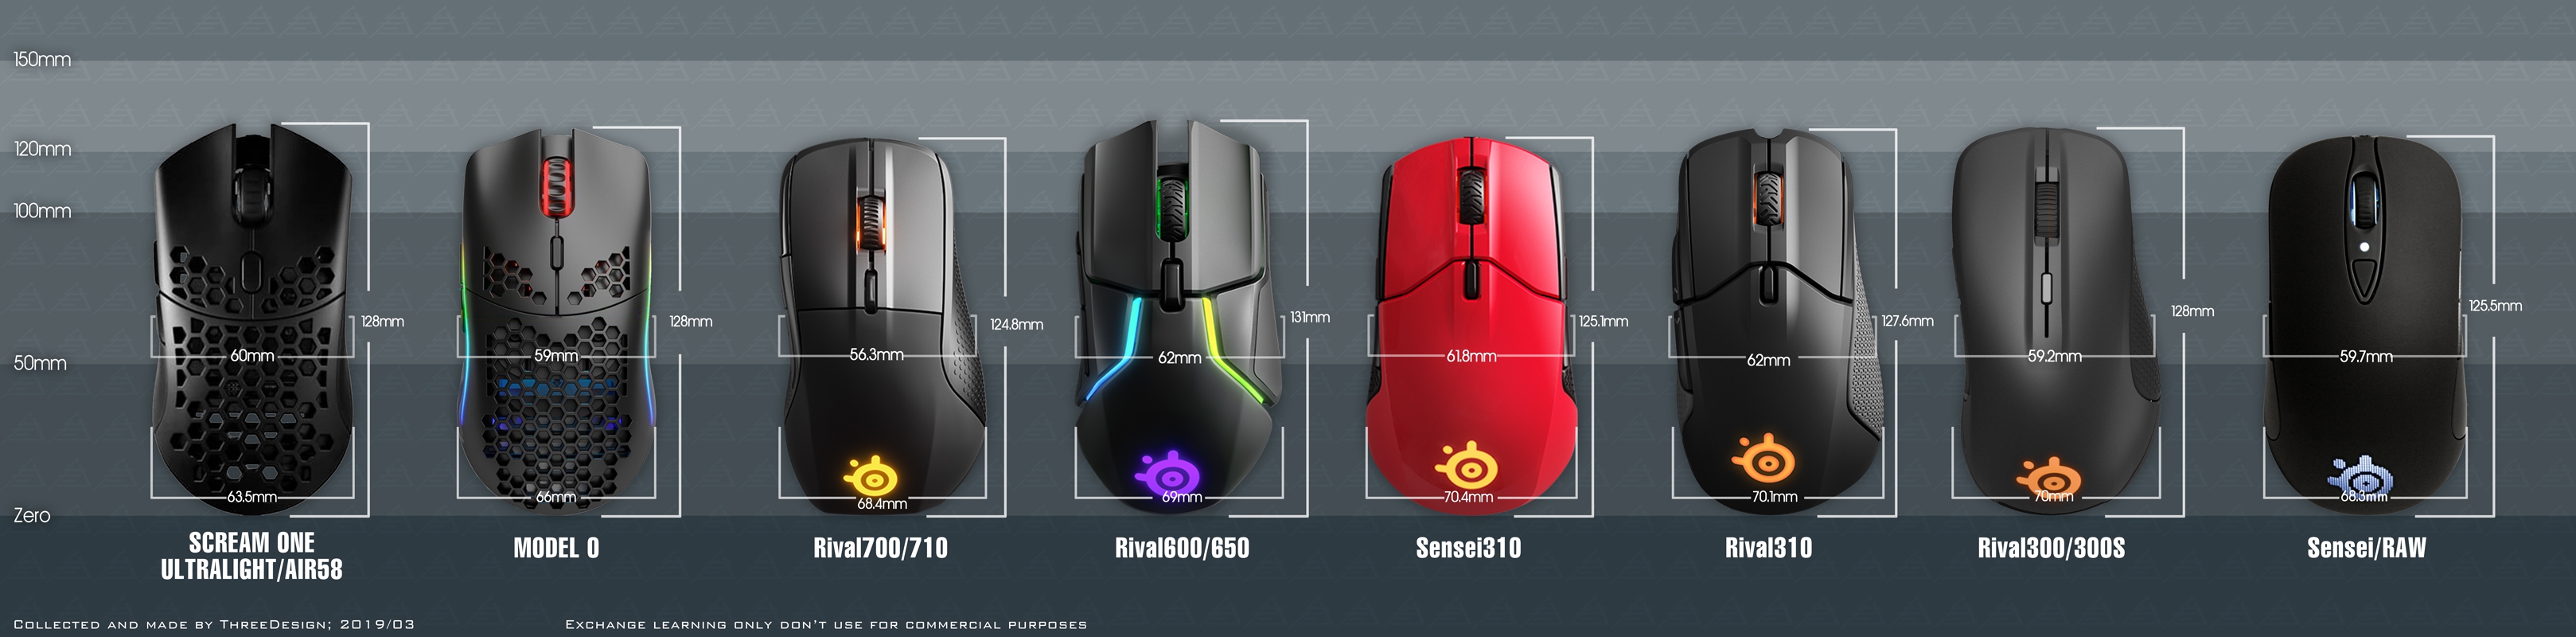 150mm
120mm
100mm
50mm
Zero
128mm
60mm
63.5mm
SCREAM ONE
ULTRALIGHT/AIR58
128mm
59mm
66mm
MODEL O
124.8mm
56.3mm
68.4mm
Rival700/710
131mm
62mm
69mm
Rival600/650
125.1mm
61.8mm
70.4mm
Sensei310
127.6mm
62mm
70.1mm
Rival310
128mm
59.2mm
70mm
Rival300/300S
125.5mm
59.7mm
68.3mm
Sensei/RAW
COLLECTED AND MADE BY THREEDESIGN; 2019/03
EXCHANGE LEARNING ONLY DON'T USE FOR COMMERCIAL PURPOSES